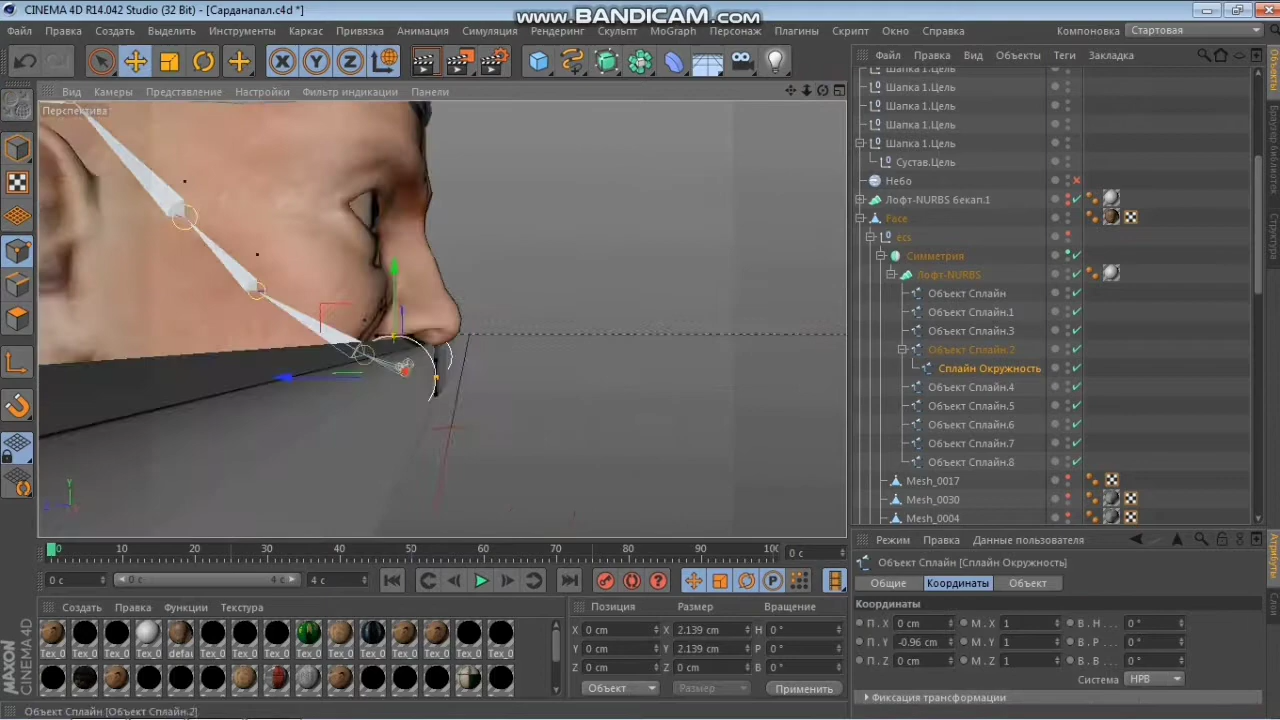 CINEMA 4D R14.042 Studio (32 Bit) - [Сарданапал.c4d *]
www.BANDICAM.com
Файл Правка Создать Выделить Инструменты Каркас Привязка Анимация Симуляция Рендеринг Скульпт MoGraph Персонаж Плагины Скрипт Окно Справка
Компоновка Стартовая
Файл Правка Вид Объекты Теги Закладка
Вид Камеры Представление Настройки Фильтр индикации Панели
Перспектива
Шапка 1.Цель
Шапка 1.Цель
Шапка 1.Цель
Шапка 1.Цель
Шапка 1.Цель
Сустав.Цель
Небо
Лофт-NURBS бекап.1
Face
ecs
Симметрия
Лофт-NURBS
Объект Сплайн
Объект Сплайн.1
Объект Сплайн.3
Объект Сплайн.2
Сплайн Окружность
Объект Сплайн.4
Объект Сплайн.5
Объект Сплайн.6
Объект Сплайн.7
Объект Сплайн.8
Mesh_0017
Mesh_0030
Mesh_0004
Объекты
Браузер библиотек
Структура
0 10 20 30 40 50 60 70 80 90 10
0 с
0 с 0 с 4 с 4 с
Создать Правка Функции Текстура
Tex_0 Tex_0 Tex_0 Tex_0 defau Tex_0 Tex_0 Tex_0 Tex_0 Tex_0 Tex_0 Tex_0 Tex_0 Tex_0 Tex_0
MAXON
CINEMA 4D
Позиция Размер Вращение
X 0 cm X 2.139 cm H 0 °
Y 0 cm Y 2.139 cm P 0 °
Z 0 cm Z 0 cm B 0 °
Объект Размер Применить
Режим Правка Данные пользователя
Объект Сплайн [Сплайн Окружность]
Общие Координаты Объект
Координаты
П . X 0 cm М . X 1 В . H 0 °
П . Y -0.96 cm М . Y 1 В . P 0 °
П . Z 0 cm М . Z 1 В . B 0 °
Система HPB
Фиксация трансформации
Атрибуты
Слои
Объект Сплайн [Объект Сплайн.2]